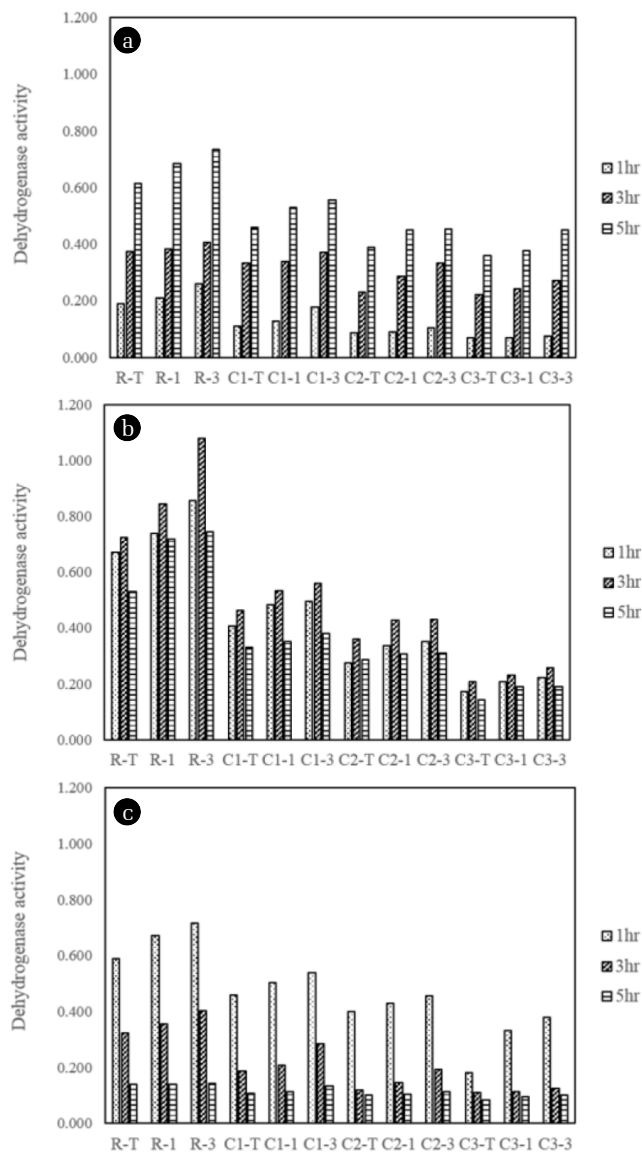 a
1.200
1.000
0.800
0.600
0.400
0.200
0.000
Dehydrogenase activity
R-T R-1 R-3 C1-T C1-1 C1-3 C2-T C2-1 C2-3 C3-T C3-1 C3-3
1hr
3hr
5hr
b
1.200
1.000
0.800
0.600
0.400
0.200
0.000
Dehydrogenase activity
R-T R-1 R-3 C1-T C1-1 C1-3 C2-T C2-1 C2-3 C3-T C3-1 C3-3
1hr
3hr
5hr
c
1.200
1.000
0.800
0.600
0.400
0.200
0.000
Dehydrogenase activity
R-T R-1 R-3 C1-T C1-1 C1-3 C2-T C2-1 C2-3 C3-T C3-1 C3-3
1hr
3hr
5hr